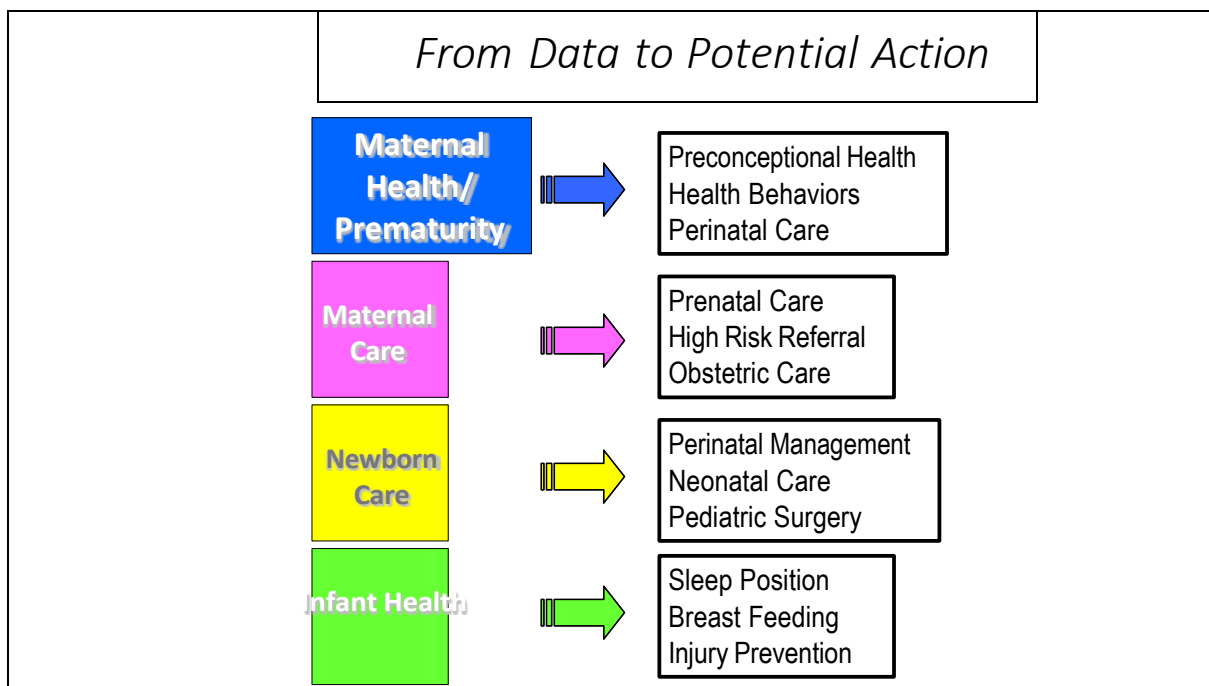 From Data to Potential Action
Maternal
Health/
Prematurity
Preconceptional Health
Health Behaviors
Perinatal Care
Maternal
Care
Prenatal Care
High Risk Referral
Obstetric Care
Newborn
Care
Perinatal Management
Neonatal Care
Pediatric Surgery
Infant Health
Sleep Position
Breast Feeding
Injury Prevention